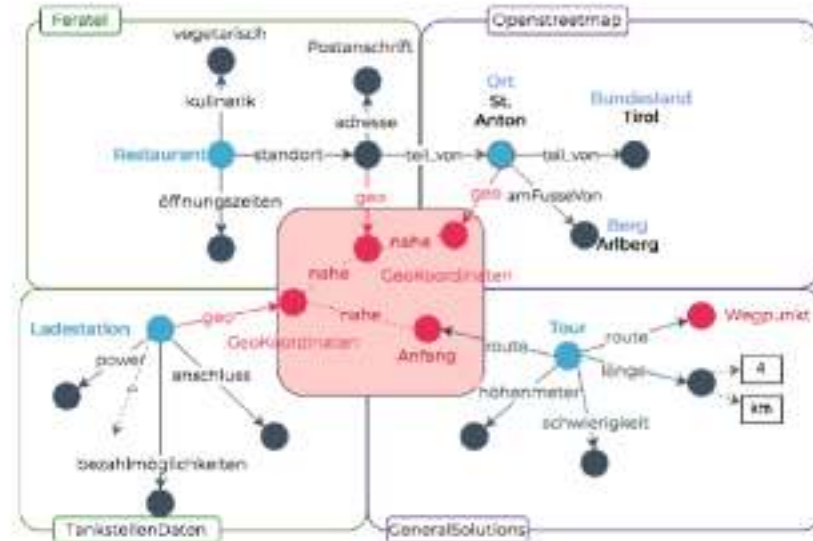 Feratel
Openstreetmap
vegetarisch
Postanschrift
kulinarik
adresse
Ort
St.
Anton
Bundesland
Tirol
Restaurant
standort
teil_von
teil_von
öffnungszeiten
geo
geo
amFusseVon
Berg
Arlberg
nahe
GeoKoordinaten
nahe
Ladestation
geo
nahe
GeoKoordinaten
Anfang
Tour
Wegpunkt
route
route
länge
4
km
power
anschluss
höhenmeter
schwierigkeit
bezahlmöglichkeiten
TankstellenDaten
GeneralSolutions